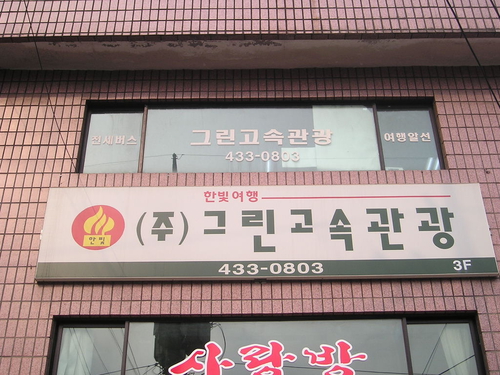 전세버스 그린고속관광 여행알선
433-0803
한빛여행
한빛 (주)그린고속관광
433-0803 3F
사랑방